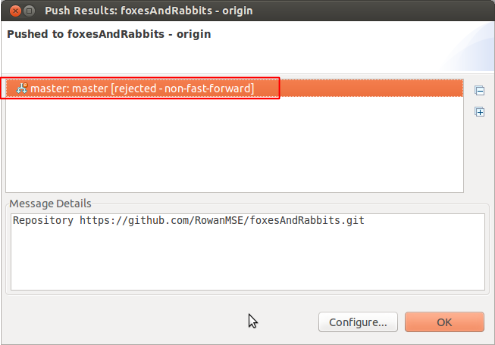 Push Results: foxesAndRabbits - origin
Pushed to foxesAndRabbits - origin
master: master [rejected - non-fast-forward]
Message Details
Repository https://github.com/RowanMSE/foxesAndRabbits.git
Configure...
OK